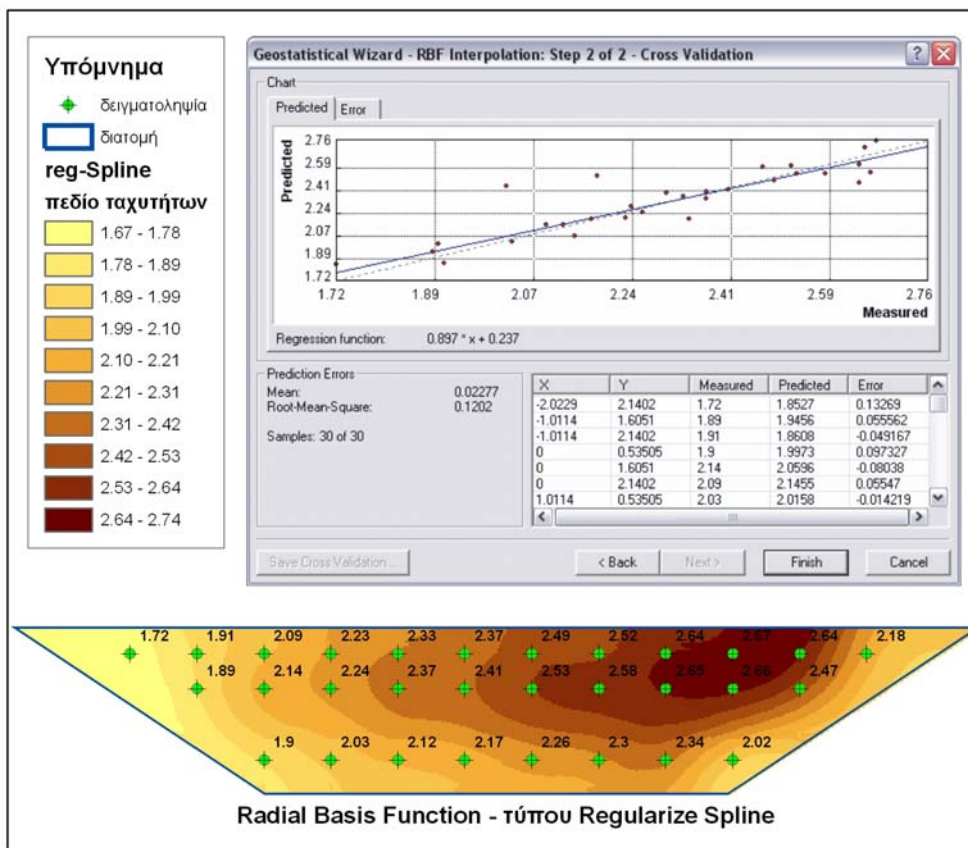 Υπόμνημα
δειγματοληψία
διατομή
reg-Spline
πεδίο ταχυτήτων
1.67 - 1.78
1.78 - 1.89
1.89 - 1.99
1.99 - 2.10
2.10 - 2.21
2.21 - 2.31
2.31 - 2.42
2.42 - 2.53
2.53 - 2.64
2.64 - 2.74
Geostatistical Wizard - RBF Interpolation: Step 2 of 2 - Cross Validation
Chart
Predicted Error
Predicted
2.76
2.59
2.41
2.24
2.07
1.89
1.72
1.72 1.89 2.07 2.24 2.41 2.59 2.76
Measured
Regression function: 0.897 * x + 0.237
Prediction Errors
Mean: 0.02277
Root-Mean-Square: 0.1202
Samples: 30 of 30
X Y Measured Predicted Error
-2.0229 2.1402 1.72 1.8527 0.13269
-1.0114 1.6051 1.89 1.9456 0.055562
-1.0114 2.1402 1.91 1.8608 -0.049167
0 0.53505 1.9 1.9973 0.097327
0 1.6051 2.14 2.0596 -0.08038
0 2.1402 2.09 2.1455 0.05547
1.0114 0.53505 2.03 2.0158 -0.014219
Save Cross Validation... < Back Next > Finish Cancel
1.72 1.91 2.09 2.23 2.33 2.37 2.49 2.52 2.64 2.67 2.64 2.18
1.89 2.14 2.24 2.37 2.41 2.53 2.58 2.65 2.66 2.47
1.9 2.03 2.12 2.17 2.26 2.3 2.34 2.02
Radial Basis Function - τύπου Regularize Spline